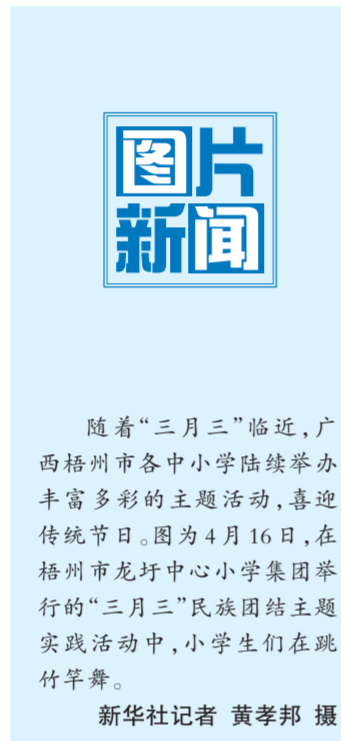 图片
新闻
随着“三月三”临近,广
西梧州市各中小学陆续举办
丰富多彩的主题活动,喜迎
传统节日。图为4月16日,在
梧州市龙圩中心小学集团举
行的“三月三”民族团结主题
实践活动中,小学生们在跳
竹竿舞。
新华社记者 黄孝邦 摄